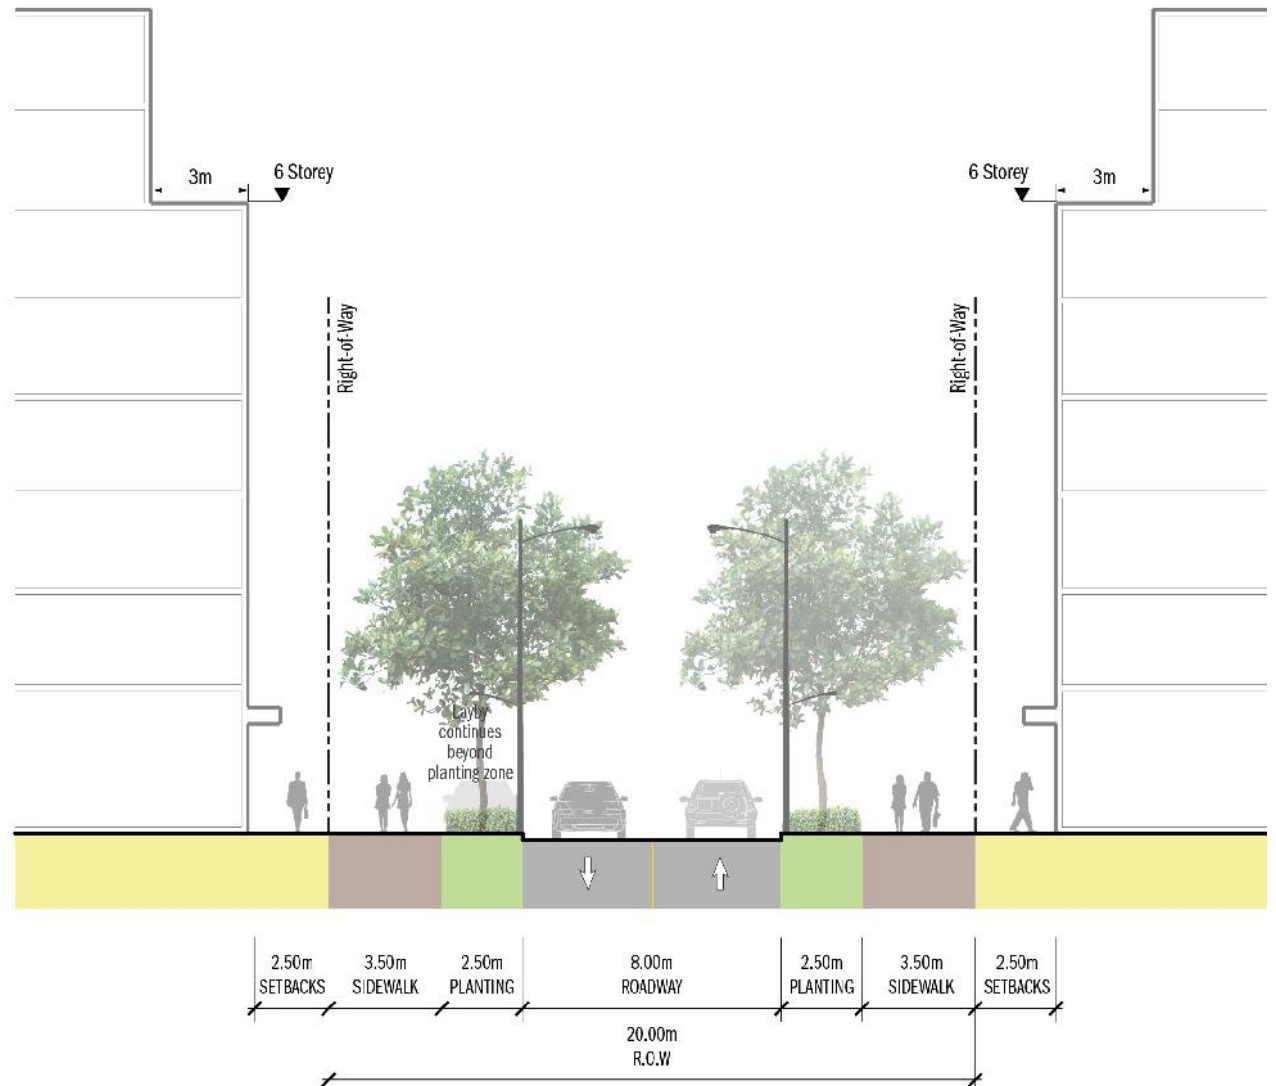 3m
6 Storey
6 Storey
3m
Right-of-Way
Right-of-Way
Layby
continues
beyond
planting zone
2.50m
SETBACKS
3.50m
SIDEWALK
2.50m
PLANTING
8.00m
ROADWAY
2.50m
PLANTING
3.50m
SIDEWALK
2.50m
SETBACKS
20.00m
R.O.W